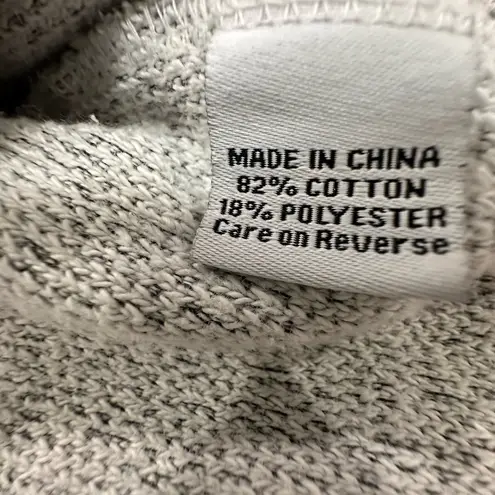 MADE IN CHINA
82% COTTON
18% POLYESTER
Care on Reverse